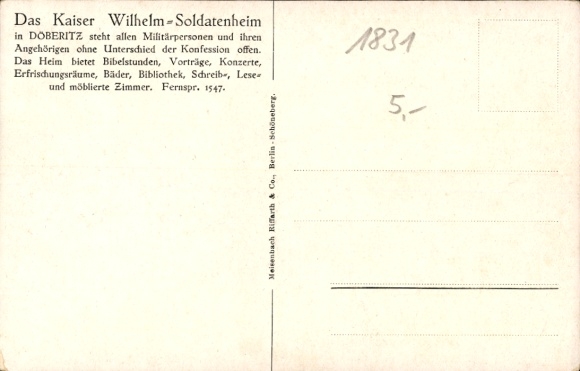 Das Kaiser Wilhelm=Soldatenheim
in DÖBERITZ steht allen Militärpersonen und ihren
Angehörigen ohne Unterschied der Konfession offen.
Das Heim bietet Bibelstunden, Vorträge, Konzerte,
Erfrischungsräume, Bäder, Bibliothek, Schreib=, Lese=
und möblierte Zimmer. Fernspr. 1547.
Meisenbach Riffarth & Co., Berlin-Schöneberg.
1831
5,-